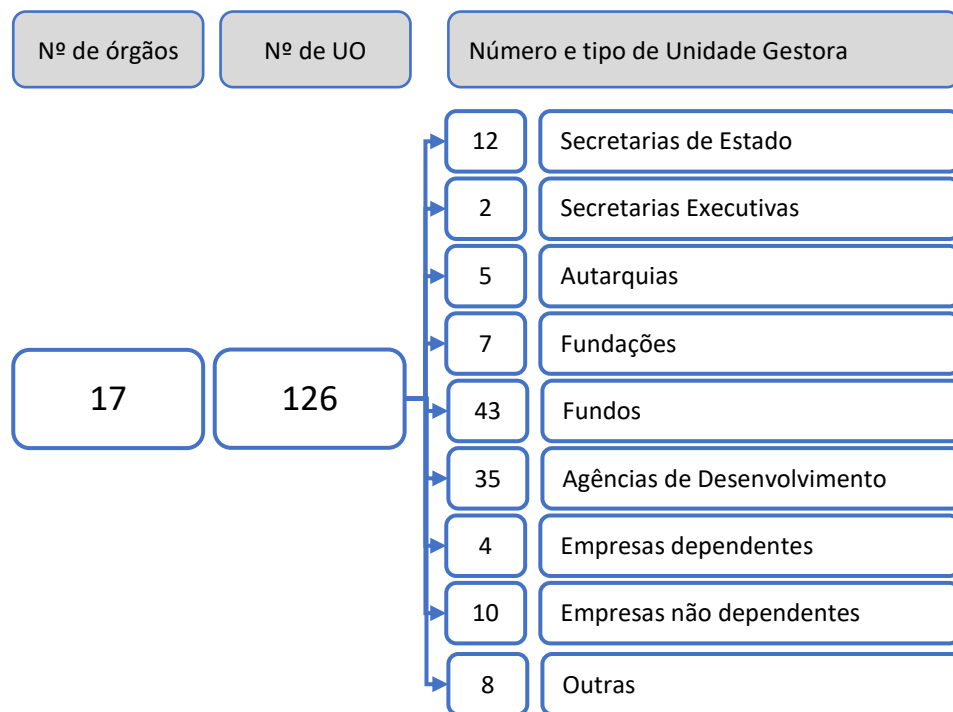 Nº de órgãos
Nº de UO
Número e tipo de Unidade Gestora
12 Secretarias de Estado
2 Secretarias Executivas
5 Autarquias
7 Fundações
17
126
43 Fundos
35 Agências de Desenvolvimento
4 Empresas dependentes
10 Empresas não dependentes
8 Outras